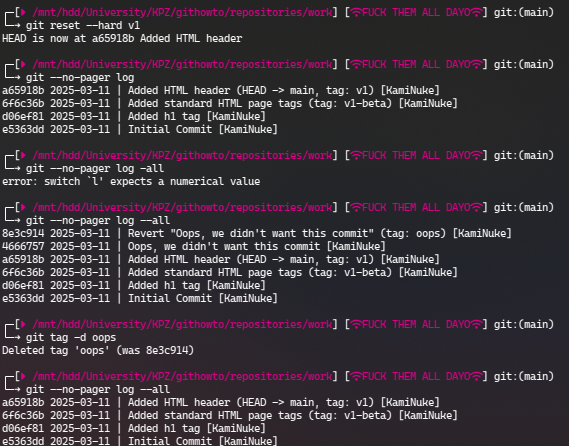 ┌─[ /mnt/hdd/University/KPZ/githowto/repositories/work] [FUCK THEM ALL DAYO] git:(main)
└─→ git reset --hard v1
HEAD is now at a65918b Added HTML header
┌─[ /mnt/hdd/University/KPZ/githowto/repositories/work] [FUCK THEM ALL DAYO] git:(main)
└─→ git --no-pager log
a65918b 2025-03-11 | Added HTML header (HEAD -> main, tag: v1) [KamiNuke]
6f6c36b 2025-03-11 | Added standard HTML page tags (tag: v1-beta) [KamiNuke]
d06ef81 2025-03-11 | Added h1 tag [KamiNuke]
e5363dd 2025-03-11 | Initial Commit [KamiNuke]
┌─[ /mnt/hdd/University/KPZ/githowto/repositories/work] [FUCK THEM ALL DAYO] git:(main)
└─→ git --no-pager log -all
error: switch `l' expects a numerical value
┌─[ /mnt/hdd/University/KPZ/githowto/repositories/work] [FUCK THEM ALL DAYO] git:(main)
└─→ git --no-pager log --all
8e3c914 2025-03-11 | Revert "Oops, we didn't want this commit" (tag: oops) [KamiNuke]
4666757 2025-03-11 | Oops, we didn't want this commit [KamiNuke]
a65918b 2025-03-11 | Added HTML header (HEAD -> main, tag: v1) [KamiNuke]
6f6c36b 2025-03-11 | Added standard HTML page tags (tag: v1-beta) [KamiNuke]
d06ef81 2025-03-11 | Added h1 tag [KamiNuke]
e5363dd 2025-03-11 | Initial Commit [KamiNuke]
┌─[ /mnt/hdd/University/KPZ/githowto/repositories/work] [FUCK THEM ALL DAYO] git:(main)
└─→ git tag -d oops
Deleted tag 'oops' (was 8e3c914)
┌─[ /mnt/hdd/University/KPZ/githowto/repositories/work] [FUCK THEM ALL DAYO] git:(main)
└─→ git --no-pager log --all
a65918b 2025-03-11 | Added HTML header (HEAD -> main, tag: v1) [KamiNuke]
6f6c36b 2025-03-11 | Added standard HTML page tags (tag: v1-beta) [KamiNuke]
d06ef81 2025-03-11 | Added h1 tag [KamiNuke]
e5363dd 2025-03-11 | Initial Commit [KamiNuke]